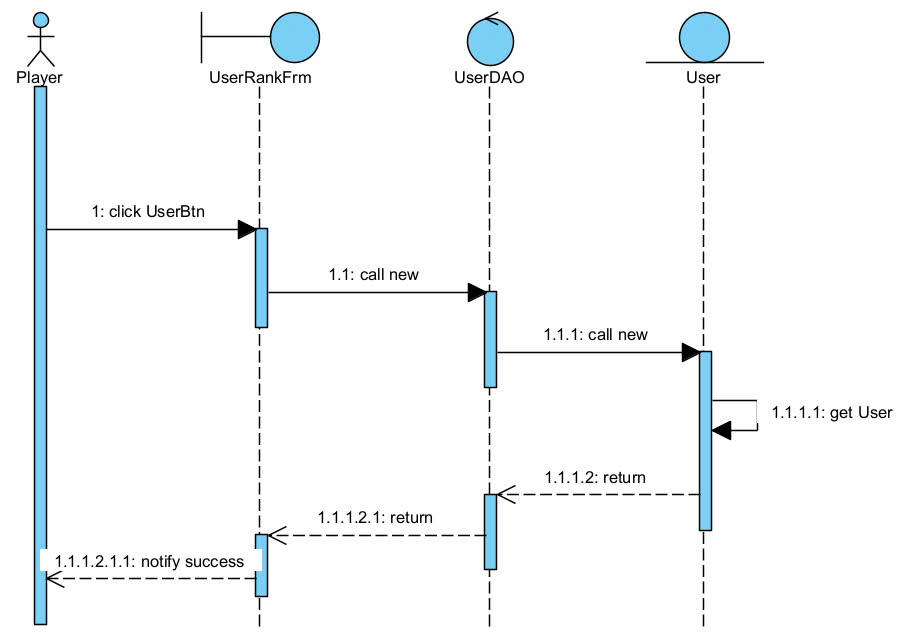 Player
UserRankFrm
UserDAO
User
1: click UserBtn
1.1: call new
1.1.1: call new
1.1.1.1: get User
1.1.1.2: return
1.1.1.2.1: return
1.1.1.2.1.1: notify success